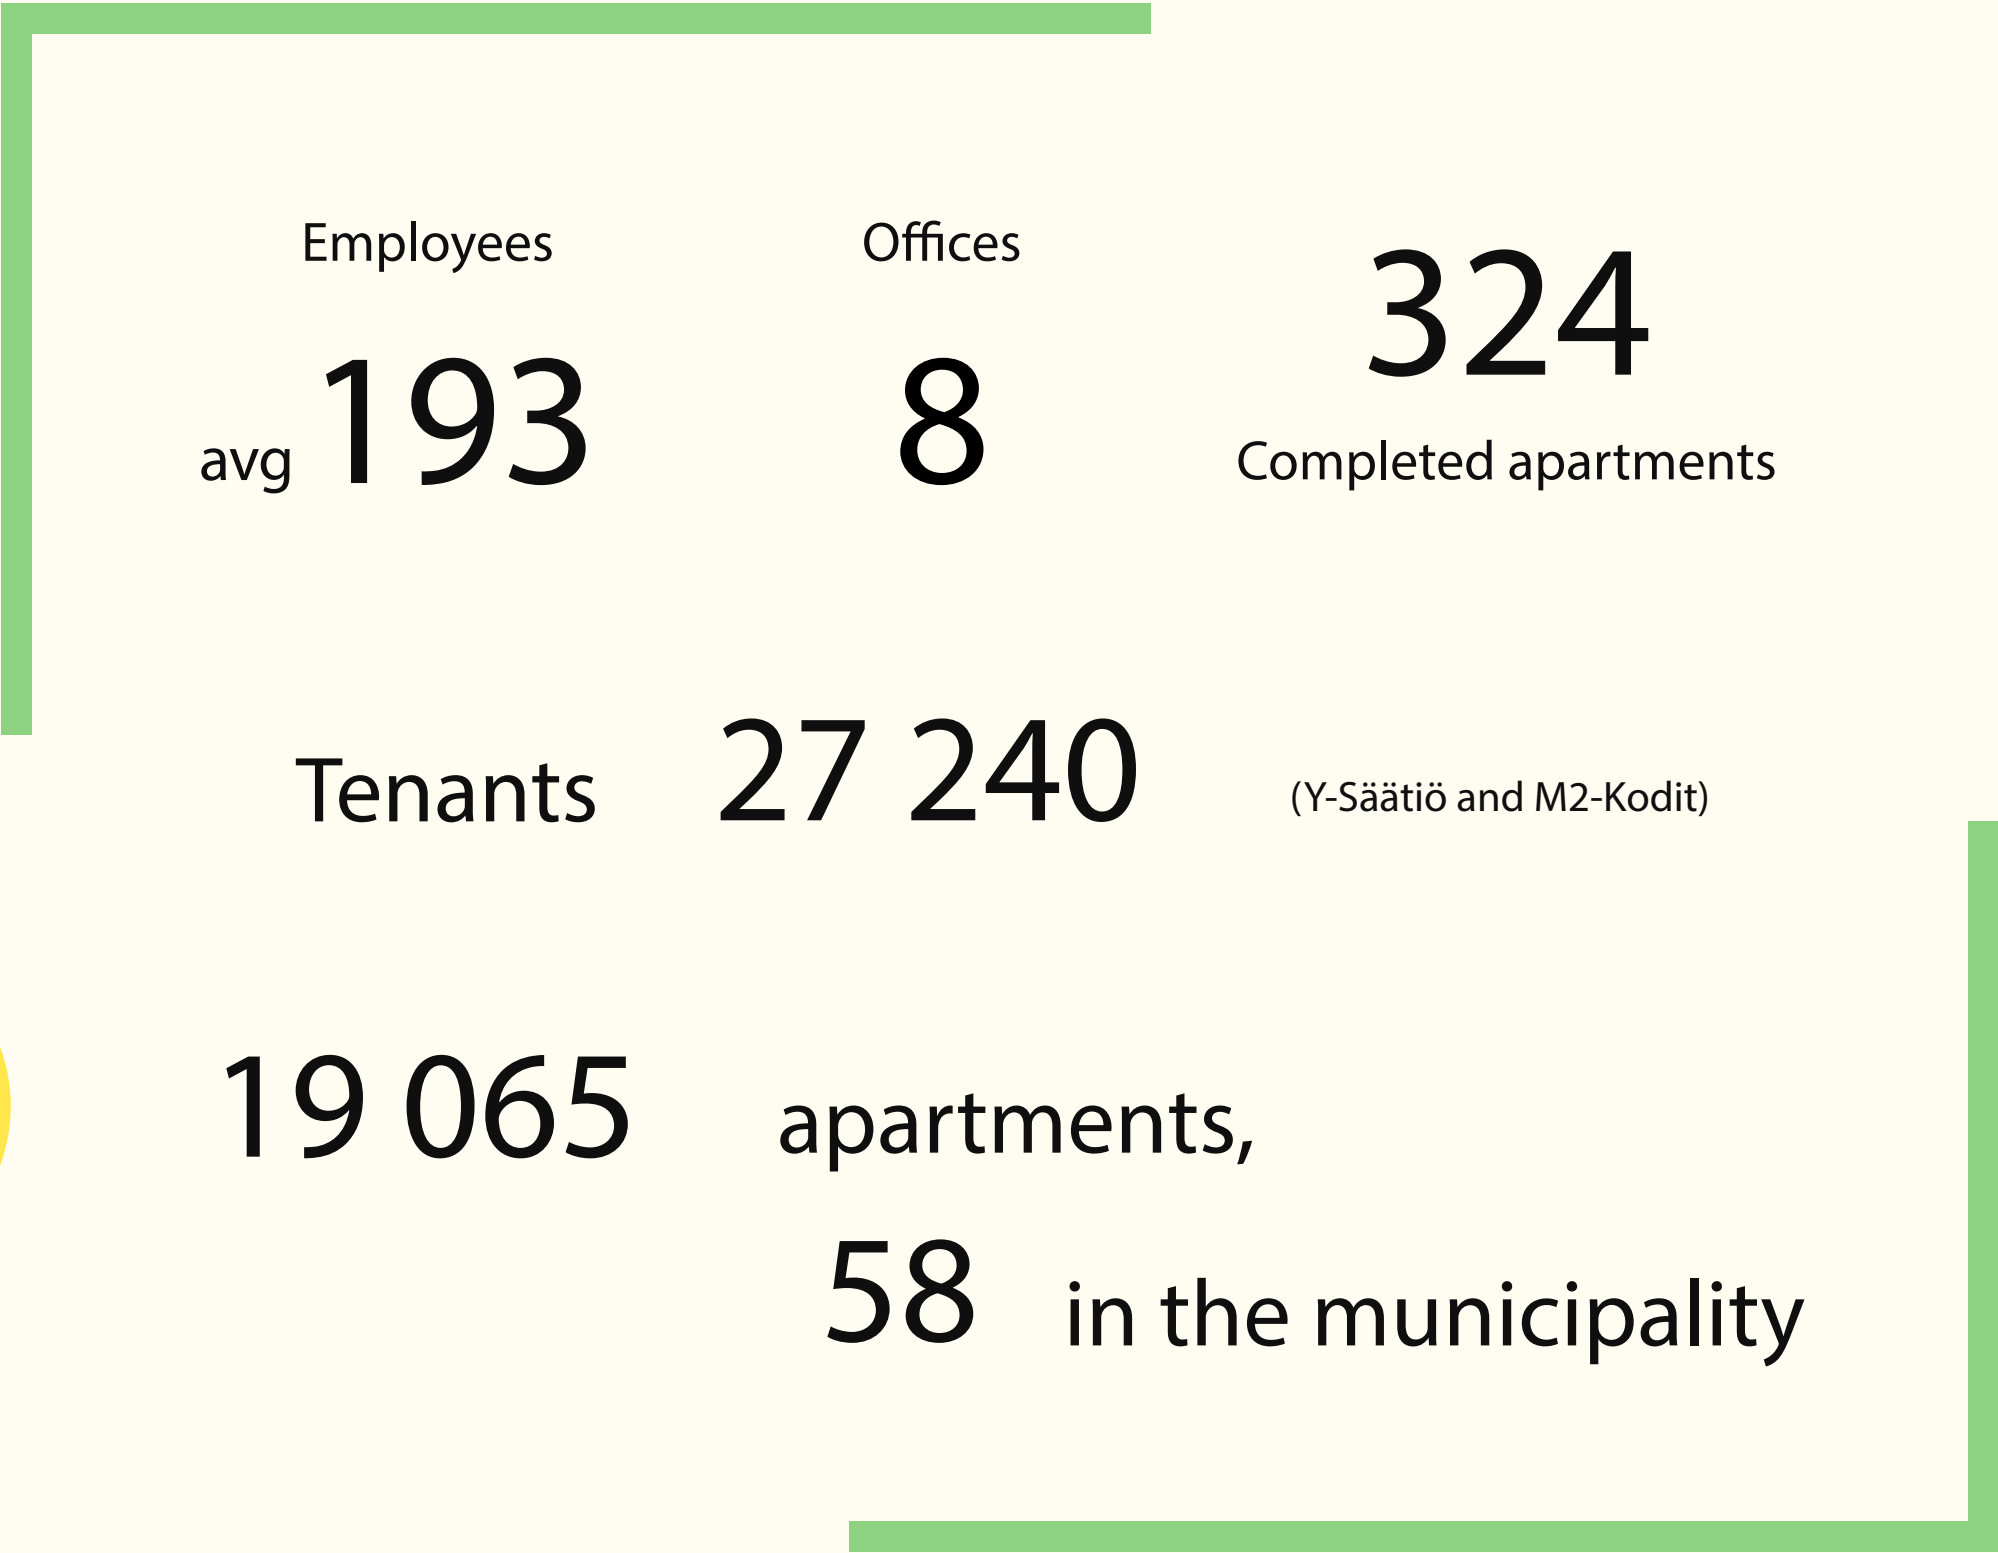 Employees
avg 193
Offices
8
324
Completed apartments
Tenants 27 240 (Y-Säätiö and M2-Kodit)
19 065 apartments,
58 in the municipality